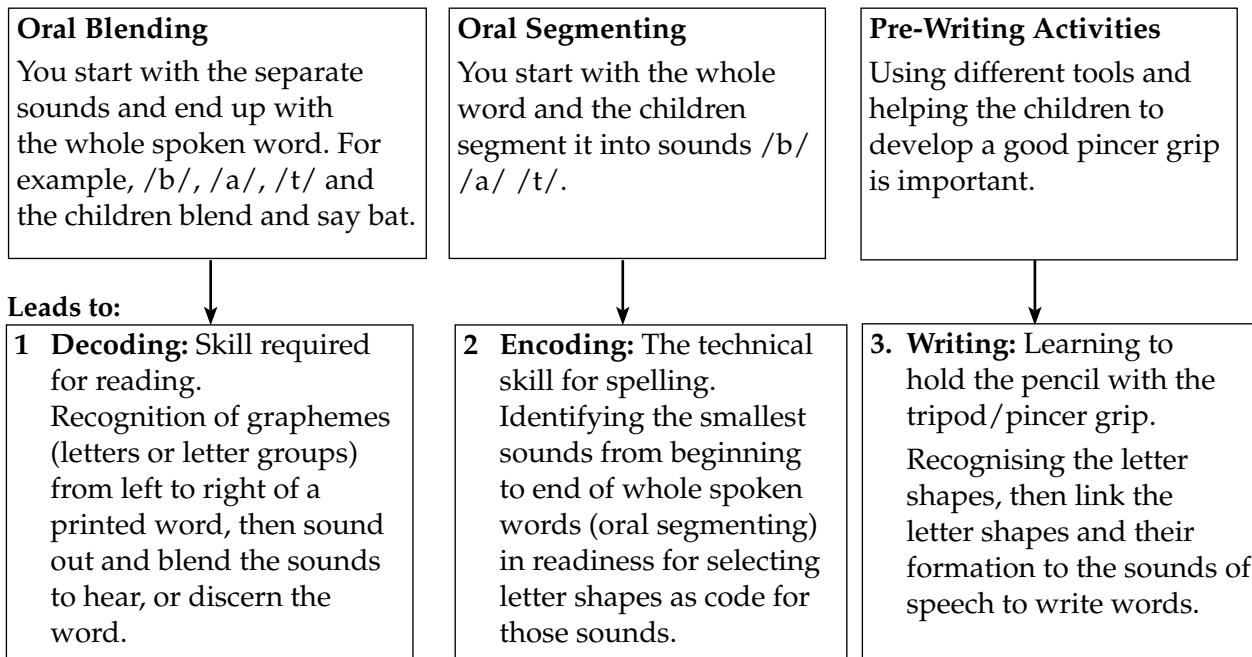 Oral Blending
You start with the separate
sounds and end up with
the whole spoken word. For
example, /b/, /a/, /t/ and
the children blend and say bat.
Oral Segmenting
You start with the whole
word and the children
segment it into sounds /b/
/a/ /t/.
Pre-Writing Activities
Using different tools and
helping the children to
develop a good pincer grip
is important.
Leads to:
1 Decoding: Skill required
for reading.
Recognition of graphemes
(letters or letter groups)
from left to right of a
printed word, then sound
out and blend the sounds
to hear, or discern the
word.
2 Encoding: The technical
skill for spelling.
Identifying the smallest
sounds from beginning
to end of whole spoken
words (oral segmenting)
in readiness for selecting
letter shapes as code for
those sounds.
3. Writing: Learning to
hold the pencil with the
tripod/pincer grip.
Recognising the letter
shapes, then link the
letter shapes and their
formation to the sounds of
speech to write words.